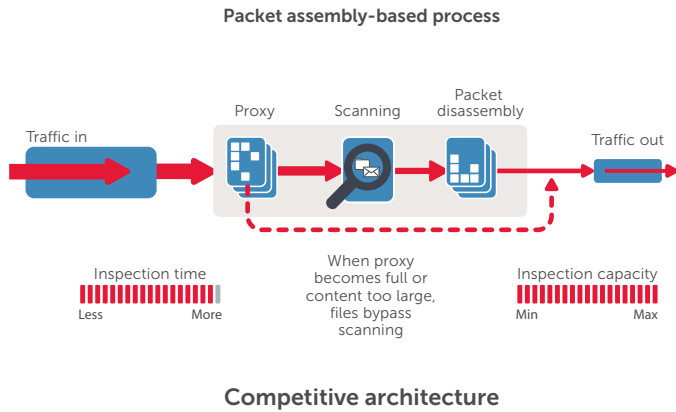 Packet assembly-based process
Proxy
Scanning
Packet
disassembly
Traffic in
Traffic out
When proxy
becomes full or
content too large,
files bypass
scanning
Inspection time
Less
More
Inspection capacity
Min
Max
Competitive architecture